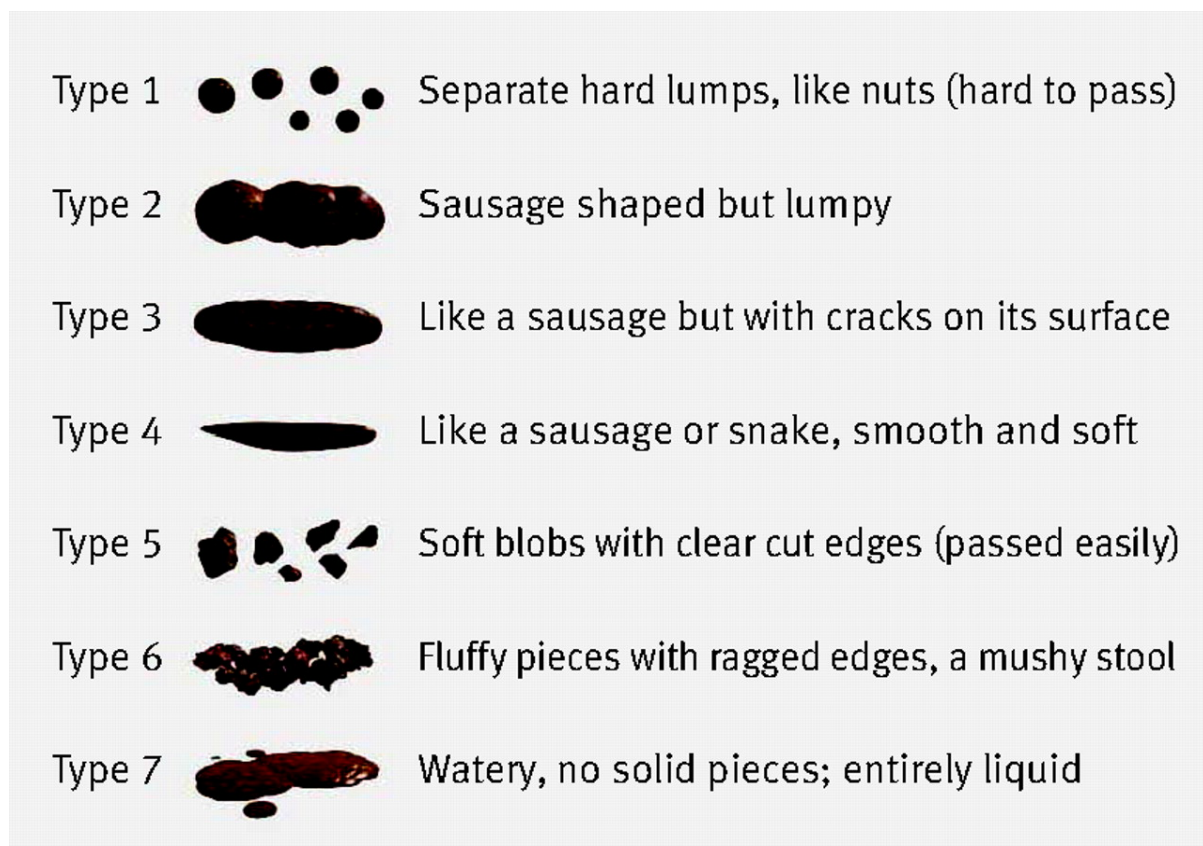 Type 1 Separate hard lumps, like nuts (hard to pass)
Type 2 Sausage shaped but lumpy
Type 3 Like a sausage but with cracks on its surface
Type 4 Like a sausage or snake, smooth and soft
Type 5 Soft blobs with clear cut edges (passed easily)
Type 6 Fluffy pieces with ragged edges, a mushy stool
Type 7 Watery, no solid pieces; entirely liquid